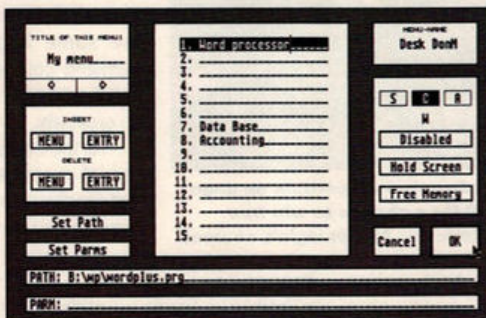 TITLE OF THIS MENU:
My menu
INSERT
MENU ENTRY
DELETE
MENU ENTRY
Set Path
Set Parms
1. Word processor
2.
3.
4.
5.
6.
7. Data Base
8. Accounting
9.
10.
11.
12.
13.
14.
15.
MENU-NAME
Desk DonM
S A
W
Disabled
Hold Screen
Free Memory
Cancel OK
PATH: B:\wp\wordplus.prg
PARM: